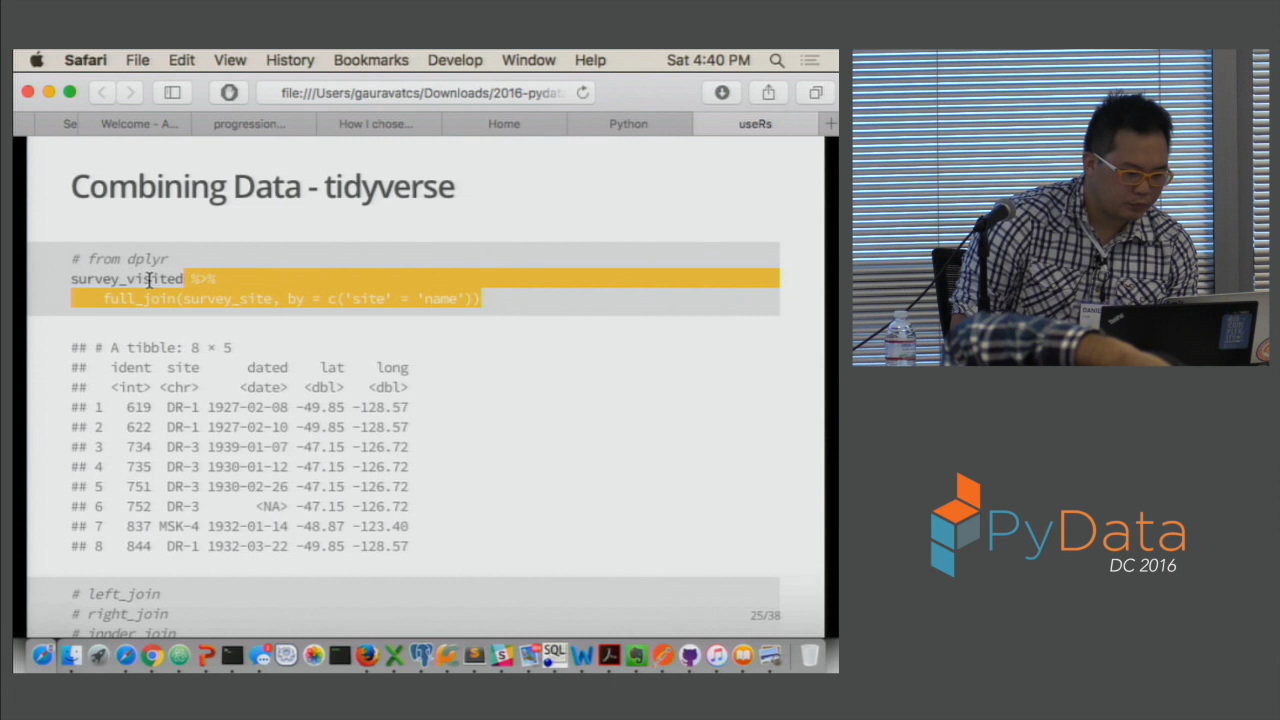 Safari File Edit View History Bookmarks Develop Window Help Sat 4:40 PM
file:///Users/gauravatcs/Downloads/2016-pydat
Se Welcome - A... progression... How I chose... Home Python useRs
Combining Data - tidyverse
# from dplyr
survey_visited %>%
full_join(survey_site, by = c('site' = 'name'))
## # A tibble: 8 × 5
## ident site dated lat long
## <int> <chr> <date> <dbl> <dbl>
## 1 619 DR-1 1927-02-08 -49.85 -128.57
## 2 622 DR-1 1927-02-10 -49.85 -128.57
## 3 734 DR-3 1939-01-07 -47.15 -126.72
## 4 735 DR-3 1930-01-12 -47.15 -126.72
## 5 751 DR-3 1930-02-26 -47.15 -126.72
## 6 752 DR-3 <NA> -47.15 -126.72
## 7 837 MSK-4 1932-01-14 -48.87 -123.40
## 8 844 DR-1 1932-03-22 -49.85 -128.57
# left_join
# right_join
25/38
SQL
DANIE
ThinkPad
PyData
DC 2016